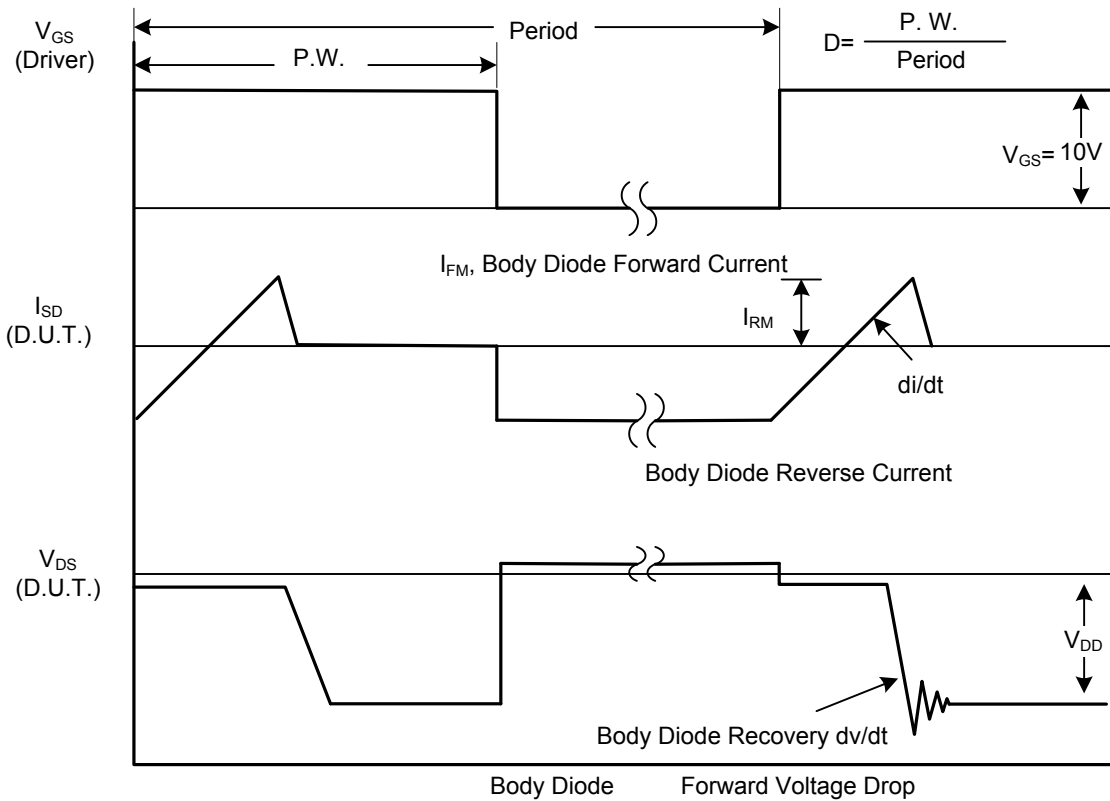 V_GS
(Driver)
Period
P.W.
D= P. W.
Period
V_GS= 10V
I_FM, Body Diode Forward Current
I_SD
(D.U.T.)
I_RM
di/dt
Body Diode Reverse Current
V_DS
(D.U.T.)
V_DD
Body Diode Recovery dv/dt
Body Diode Forward Voltage Drop